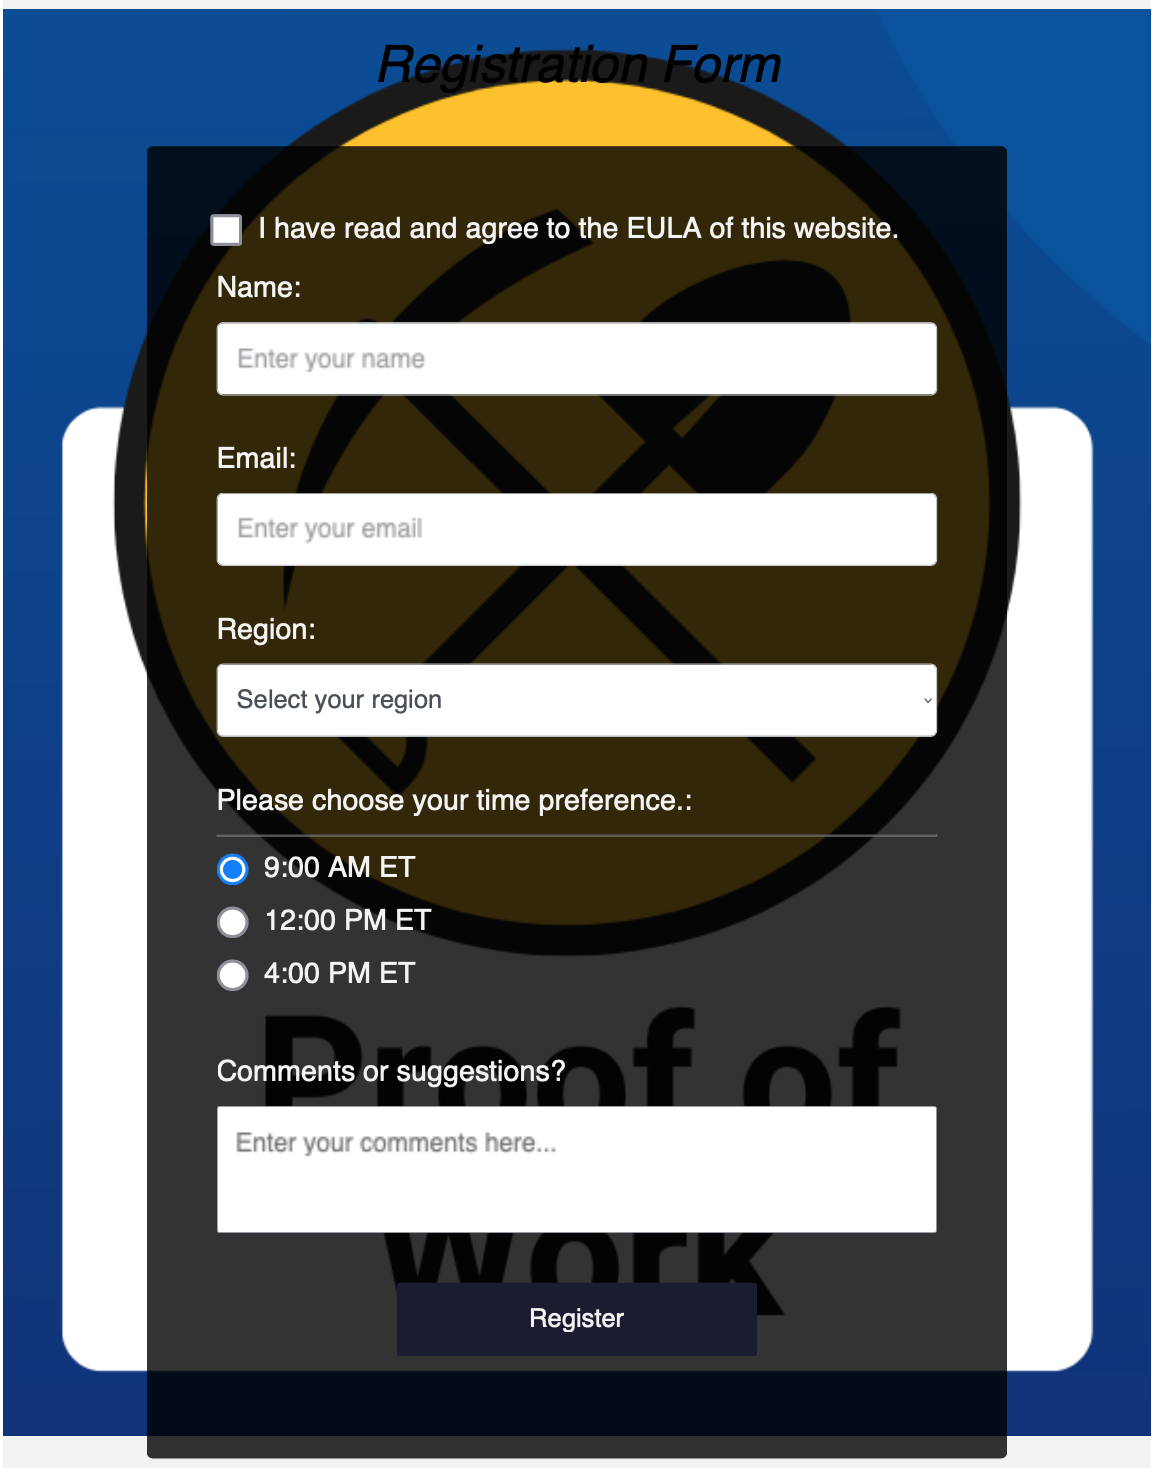 Registration Form
I have read and agree to the EULA of this website.
Name:
Enter your name
Email:
Enter your email
Region:
Select your region
Please choose your time preference.:
9:00 AM ET
12:00 PM ET
4:00 PM ET
Proof of
Comments or suggestions?
Enter your comments here...
Work
Register